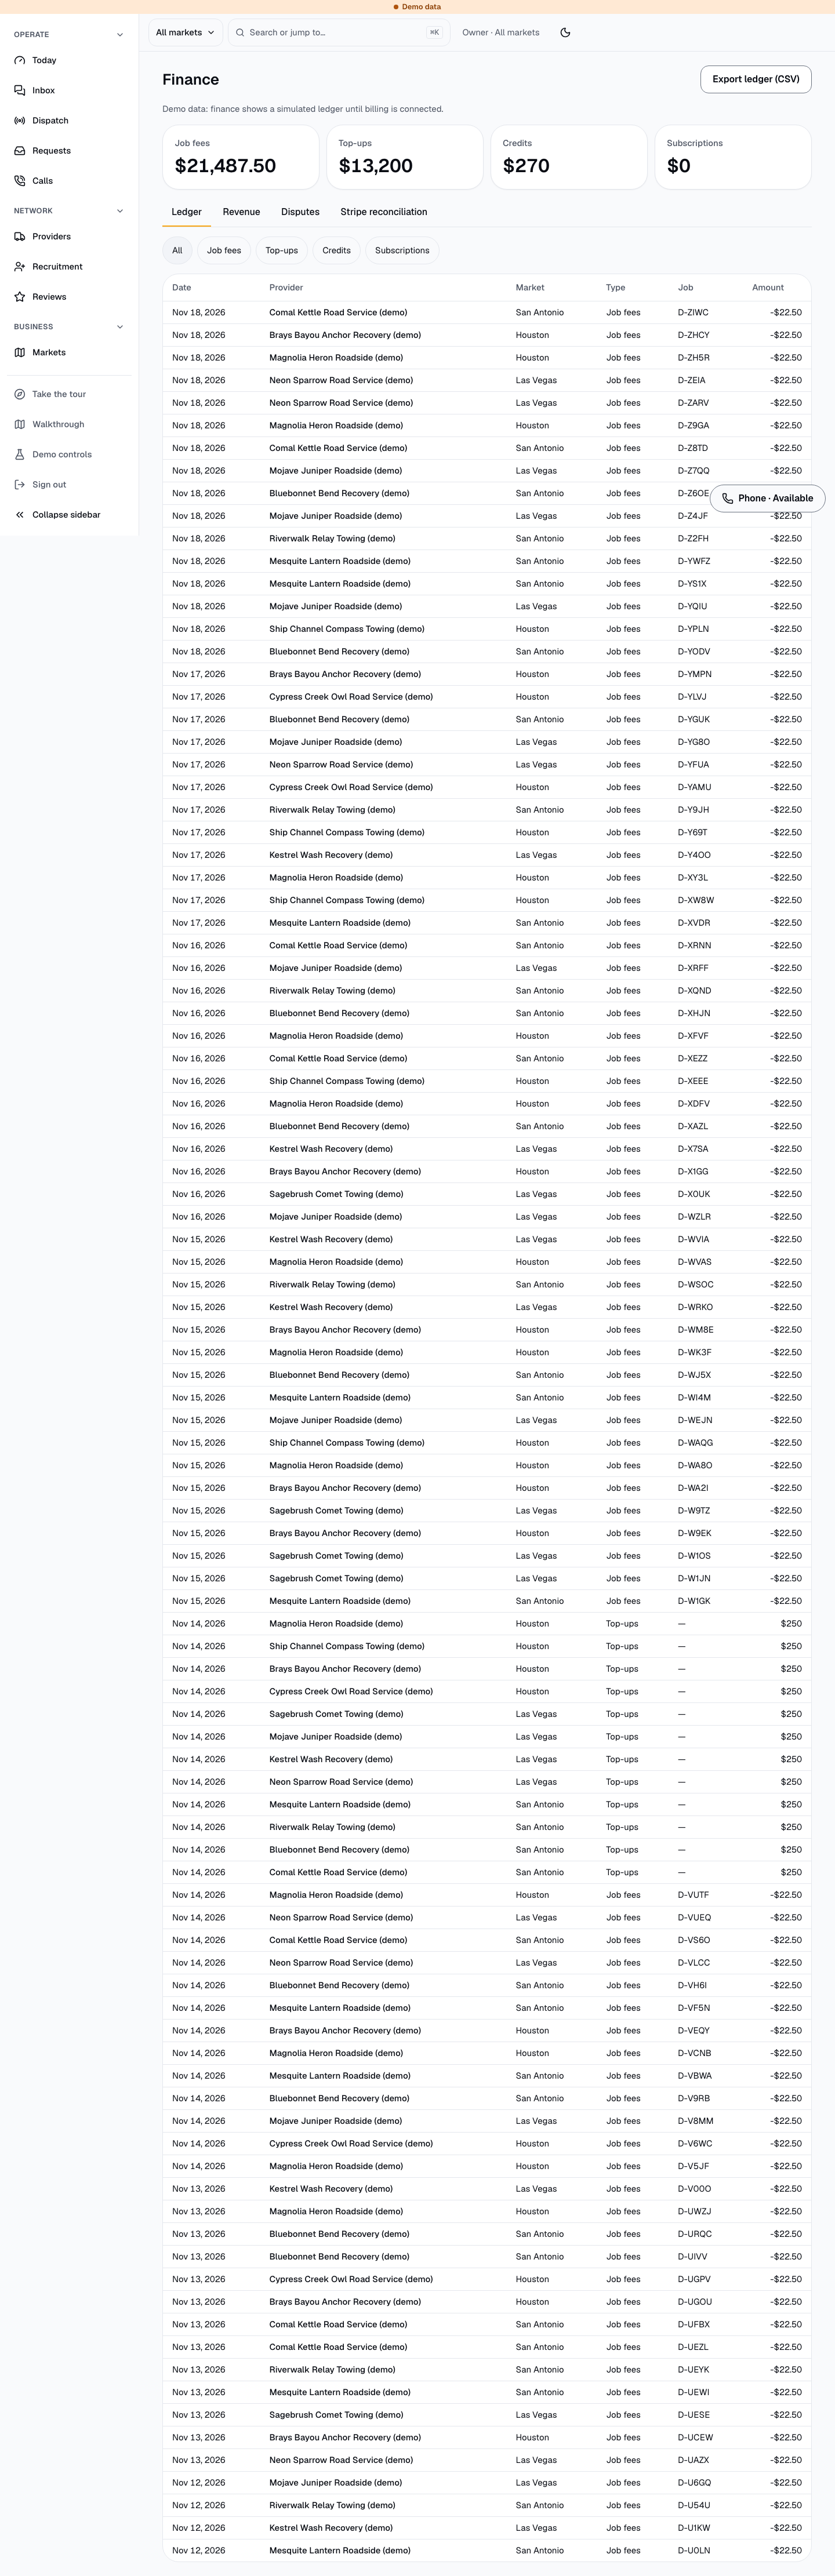 Demo data
OPERATE
Today
Inbox
Dispatch
Requests
Calls
NETWORK
Providers
Recruitment
Reviews
BUSINESS
Markets
Take the tour
Walkthrough
Demo controls
Sign out
Collapse sidebar
All markets
Search or jump to...
⌘K
Owner · All markets
Finance
Export ledger (CSV)
Demo data: finance shows a simulated ledger until billing is connected.
Job fees
$21,487.50
Top-ups
$13,200
Credits
$270
Subscriptions
$0
Ledger Revenue Disputes Stripe reconciliation
All Job fees Top-ups Credits Subscriptions
Date Provider Market Type Job Amount
Nov 18, 2026 Comal Kettle Road Service (demo) San Antonio Job fees D-ZIWC -$22.50
Nov 18, 2026 Brays Bayou Anchor Recovery (demo) Houston Job fees D-ZHCY -$22.50
Nov 18, 2026 Magnolia Heron Roadside (demo) Houston Job fees D-ZH5R -$22.50
Nov 18, 2026 Neon Sparrow Road Service (demo) Las Vegas Job fees D-ZEIA -$22.50
Nov 18, 2026 Neon Sparrow Road Service (demo) Las Vegas Job fees D-ZARV -$22.50
Nov 18, 2026 Magnolia Heron Roadside (demo) Houston Job fees D-Z9GA -$22.50
Nov 18, 2026 Comal Kettle Road Service (demo) San Antonio Job fees D-Z8TD -$22.50
Nov 18, 2026 Mojave Juniper Roadside (demo) Las Vegas Job fees D-Z7QQ -$22.50
Nov 18, 2026 Bluebonnet Bend Recovery (demo) San Antonio Job fees D-Z6OE
Phone · Available
Nov 18, 2026 Mojave Juniper Roadside (demo) Las Vegas Job fees D-Z4JF -$22.50
Nov 18, 2026 Riverwalk Relay Towing (demo) San Antonio Job fees D-Z2FH -$22.50
Nov 18, 2026 Mesquite Lantern Roadside (demo) San Antonio Job fees D-YWFZ -$22.50
Nov 18, 2026 Mesquite Lantern Roadside (demo) San Antonio Job fees D-YS1X -$22.50
Nov 18, 2026 Mojave Juniper Roadside (demo) Las Vegas Job fees D-YQIU -$22.50
Nov 18, 2026 Ship Channel Compass Towing (demo) Houston Job fees D-YPLN -$22.50
Nov 18, 2026 Bluebonnet Bend Recovery (demo) San Antonio Job fees D-YODV -$22.50
Nov 17, 2026 Brays Bayou Anchor Recovery (demo) Houston Job fees D-YMPN -$22.50
Nov 17, 2026 Cypress Creek Owl Road Service (demo) Houston Job fees D-YLVJ -$22.50
Nov 17, 2026 Bluebonnet Bend Recovery (demo) San Antonio Job fees D-YGUK -$22.50
Nov 17, 2026 Mojave Juniper Roadside (demo) Las Vegas Job fees D-YG8O -$22.50
Nov 17, 2026 Neon Sparrow Road Service (demo) Las Vegas Job fees D-YFUA -$22.50
Nov 17, 2026 Cypress Creek Owl Road Service (demo) Houston Job fees D-YAMU -$22.50
Nov 17, 2026 Riverwalk Relay Towing (demo) San Antonio Job fees D-Y9JH -$22.50
Nov 17, 2026 Ship Channel Compass Towing (demo) Houston Job fees D-Y69T -$22.50
Nov 17, 2026 Kestrel Wash Recovery (demo) Las Vegas Job fees D-Y4OO -$22.50
Nov 17, 2026 Magnolia Heron Roadside (demo) Houston Job fees D-XY3L -$22.50
Nov 17, 2026 Ship Channel Compass Towing (demo) Houston Job fees D-XW8W -$22.50
Nov 17, 2026 Mesquite Lantern Roadside (demo) San Antonio Job fees D-XVDR -$22.50
Nov 16, 2026 Comal Kettle Road Service (demo) San Antonio Job fees D-XRNN -$22.50
Nov 16, 2026 Mojave Juniper Roadside (demo) Las Vegas Job fees D-XRFF -$22.50
Nov 16, 2026 Riverwalk Relay Towing (demo) San Antonio Job fees D-XQND -$22.50
Nov 16, 2026 Bluebonnet Bend Recovery (demo) San Antonio Job fees D-XHJN -$22.50
Nov 16, 2026 Magnolia Heron Roadside (demo) Houston Job fees D-XFVF -$22.50
Nov 16, 2026 Comal Kettle Road Service (demo) San Antonio Job fees D-XEZZ -$22.50
Nov 16, 2026 Ship Channel Compass Towing (demo) Houston Job fees D-XEEE -$22.50
Nov 16, 2026 Magnolia Heron Roadside (demo) Houston Job fees D-XDFV -$22.50
Nov 16, 2026 Bluebonnet Bend Recovery (demo) San Antonio Job fees D-XAZL -$22.50
Nov 16, 2026 Kestrel Wash Recovery (demo) Las Vegas Job fees D-X7SA -$22.50
Nov 16, 2026 Brays Bayou Anchor Recovery (demo) Houston Job fees D-X1GG -$22.50
Nov 16, 2026 Sagebrush Comet Towing (demo) Las Vegas Job fees D-X0UK -$22.50
Nov 16, 2026 Mojave Juniper Roadside (demo) Las Vegas Job fees D-WZLR -$22.50
Nov 15, 2026 Kestrel Wash Recovery (demo) Las Vegas Job fees D-WVIA -$22.50
Nov 15, 2026 Magnolia Heron Roadside (demo) Houston Job fees D-WVAS -$22.50
Nov 15, 2026 Riverwalk Relay Towing (demo) San Antonio Job fees D-WSOC -$22.50
Nov 15, 2026 Kestrel Wash Recovery (demo) Las Vegas Job fees D-WRKO -$22.50
Nov 15, 2026 Brays Bayou Anchor Recovery (demo) Houston Job fees D-WM8E -$22.50
Nov 15, 2026 Magnolia Heron Roadside (demo) Houston Job fees D-WK3F -$22.50
Nov 15, 2026 Bluebonnet Bend Recovery (demo) San Antonio Job fees D-WJ5X -$22.50
Nov 15, 2026 Mesquite Lantern Roadside (demo) San Antonio Job fees D-WI4M -$22.50
Nov 15, 2026 Mojave Juniper Roadside (demo) Las Vegas Job fees D-WEJN -$22.50
Nov 15, 2026 Ship Channel Compass Towing (demo) Houston Job fees D-WAQG -$22.50
Nov 15, 2026 Magnolia Heron Roadside (demo) Houston Job fees D-WA8O -$22.50
Nov 15, 2026 Brays Bayou Anchor Recovery (demo) Houston Job fees D-WA2I -$22.50
Nov 15, 2026 Sagebrush Comet Towing (demo) Las Vegas Job fees D-W9TZ -$22.50
Nov 15, 2026 Brays Bayou Anchor Recovery (demo) Houston Job fees D-W9EK -$22.50
Nov 15, 2026 Sagebrush Comet Towing (demo) Las Vegas Job fees D-W1OS -$22.50
Nov 15, 2026 Sagebrush Comet Towing (demo) Las Vegas Job fees D-W1JN -$22.50
Nov 15, 2026 Mesquite Lantern Roadside (demo) San Antonio Job fees D-W1GK -$22.50
Nov 14, 2026 Magnolia Heron Roadside (demo) Houston Top-ups — $250
Nov 14, 2026 Ship Channel Compass Towing (demo) Houston Top-ups — $250
Nov 14, 2026 Brays Bayou Anchor Recovery (demo) Houston Top-ups — $250
Nov 14, 2026 Cypress Creek Owl Road Service (demo) Houston Top-ups — $250
Nov 14, 2026 Sagebrush Comet Towing (demo) Las Vegas Top-ups — $250
Nov 14, 2026 Mojave Juniper Roadside (demo) Las Vegas Top-ups — $250
Nov 14, 2026 Kestrel Wash Recovery (demo) Las Vegas Top-ups — $250
Nov 14, 2026 Neon Sparrow Road Service (demo) Las Vegas Top-ups — $250
Nov 14, 2026 Mesquite Lantern Roadside (demo) San Antonio Top-ups — $250
Nov 14, 2026 Riverwalk Relay Towing (demo) San Antonio Top-ups — $250
Nov 14, 2026 Bluebonnet Bend Recovery (demo) San Antonio Top-ups — $250
Nov 14, 2026 Comal Kettle Road Service (demo) San Antonio Top-ups — $250
Nov 14, 2026 Magnolia Heron Roadside (demo) Houston Job fees D-VUTF -$22.50
Nov 14, 2026 Neon Sparrow Road Service (demo) Las Vegas Job fees D-VUEQ -$22.50
Nov 14, 2026 Comal Kettle Road Service (demo) San Antonio Job fees D-VS6O -$22.50
Nov 14, 2026 Neon Sparrow Road Service (demo) Las Vegas Job fees D-VLCC -$22.50
Nov 14, 2026 Bluebonnet Bend Recovery (demo) San Antonio Job fees D-VH6I -$22.50
Nov 14, 2026 Mesquite Lantern Roadside (demo) San Antonio Job fees D-VF5N -$22.50
Nov 14, 2026 Brays Bayou Anchor Recovery (demo) Houston Job fees D-VEQY -$22.50
Nov 14, 2026 Magnolia Heron Roadside (demo) Houston Job fees D-VCNB -$22.50
Nov 14, 2026 Mesquite Lantern Roadside (demo) San Antonio Job fees D-VBWA -$22.50
Nov 14, 2026 Bluebonnet Bend Recovery (demo) San Antonio Job fees D-V9RB -$22.50
Nov 14, 2026 Mojave Juniper Roadside (demo) Las Vegas Job fees D-V8MM -$22.50
Nov 14, 2026 Cypress Creek Owl Road Service (demo) Houston Job fees D-V6WC -$22.50
Nov 14, 2026 Magnolia Heron Roadside (demo) Houston Job fees D-V5JF -$22.50
Nov 13, 2026 Kestrel Wash Recovery (demo) Las Vegas Job fees D-V00O -$22.50
Nov 13, 2026 Magnolia Heron Roadside (demo) Houston Job fees D-UWZJ -$22.50
Nov 13, 2026 Bluebonnet Bend Recovery (demo) San Antonio Job fees D-URQC -$22.50
Nov 13, 2026 Bluebonnet Bend Recovery (demo) San Antonio Job fees D-UIVV -$22.50
Nov 13, 2026 Cypress Creek Owl Road Service (demo) Houston Job fees D-UGPV -$22.50
Nov 13, 2026 Brays Bayou Anchor Recovery (demo) Houston Job fees D-UGOU -$22.50
Nov 13, 2026 Comal Kettle Road Service (demo) San Antonio Job fees D-UFBX -$22.50
Nov 13, 2026 Comal Kettle Road Service (demo) San Antonio Job fees D-UEZL -$22.50
Nov 13, 2026 Riverwalk Relay Towing (demo) San Antonio Job fees D-UEYK -$22.50
Nov 13, 2026 Mesquite Lantern Roadside (demo) San Antonio Job fees D-UEWI -$22.50
Nov 13, 2026 Sagebrush Comet Towing (demo) Las Vegas Job fees D-UESE -$22.50
Nov 13, 2026 Brays Bayou Anchor Recovery (demo) Houston Job fees D-UCEW -$22.50
Nov 13, 2026 Neon Sparrow Road Service (demo) Las Vegas Job fees D-UAZX -$22.50
Nov 12, 2026 Mojave Juniper Roadside (demo) Las Vegas Job fees D-U6GQ -$22.50
Nov 12, 2026 Riverwalk Relay Towing (demo) San Antonio Job fees D-U54U -$22.50
Nov 12, 2026 Kestrel Wash Recovery (demo) Las Vegas Job fees D-U1KW -$22.50
Nov 12, 2026 Mesquite Lantern Roadside (demo) San Antonio Job fees D-U0LN -$22.50